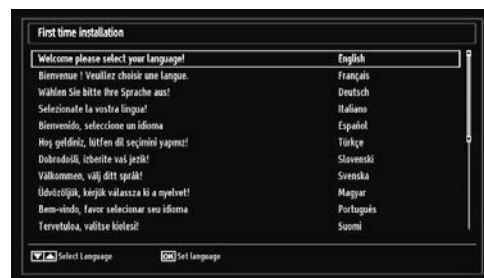 First time installation
Welcome please select your language! English
Bienvenue ! Veuillez choisir une langue. Français
Wählen Sie bitte Ihre Sprache aus! Deutsch
Selezionate la vostra lingua! Italiano
Bienvenido, seleccione un idioma Español
Hoş geldiniz, lütfen dil seçimini yapınız! Türkçe
Dobrodošli, izberite vaš jezik! Slovenski
Välkommen, välj ditt språk! Svenska
Üdvözöljük, kérjük válassza ki a nyelvet! Magyar
Bem-vindo, favor selecionar seu idioma Português
Tervetuloa, valitse kielesi! Suomi
Select Language OK Set language